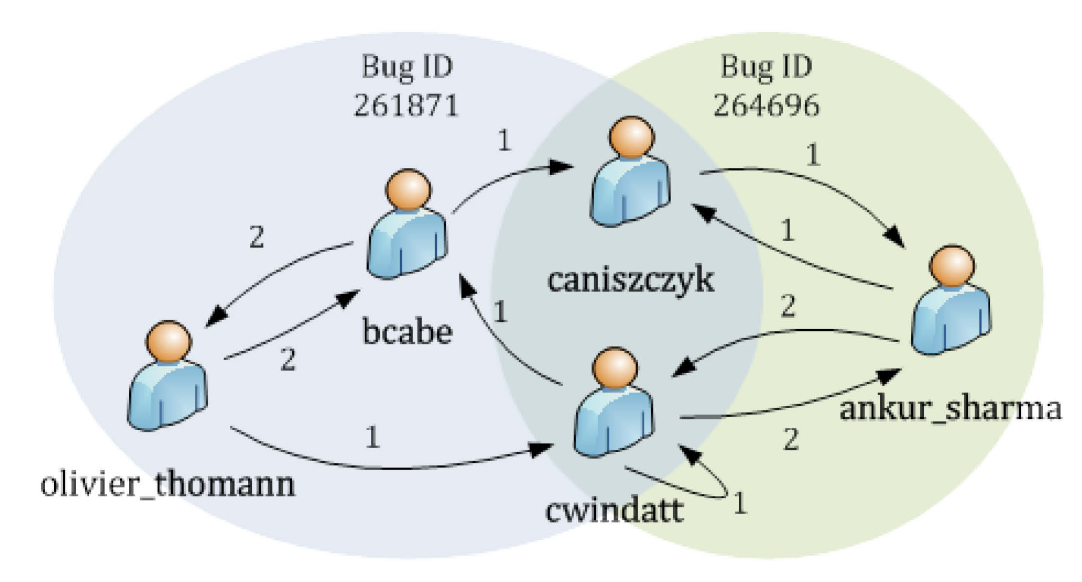 Bug ID
261871
Bug ID
264696
1
1
2
1
caniszczyk
bcabe
2
1
2
ankur_sharma
2
1
2
olivier_thomann
cwindatt
1